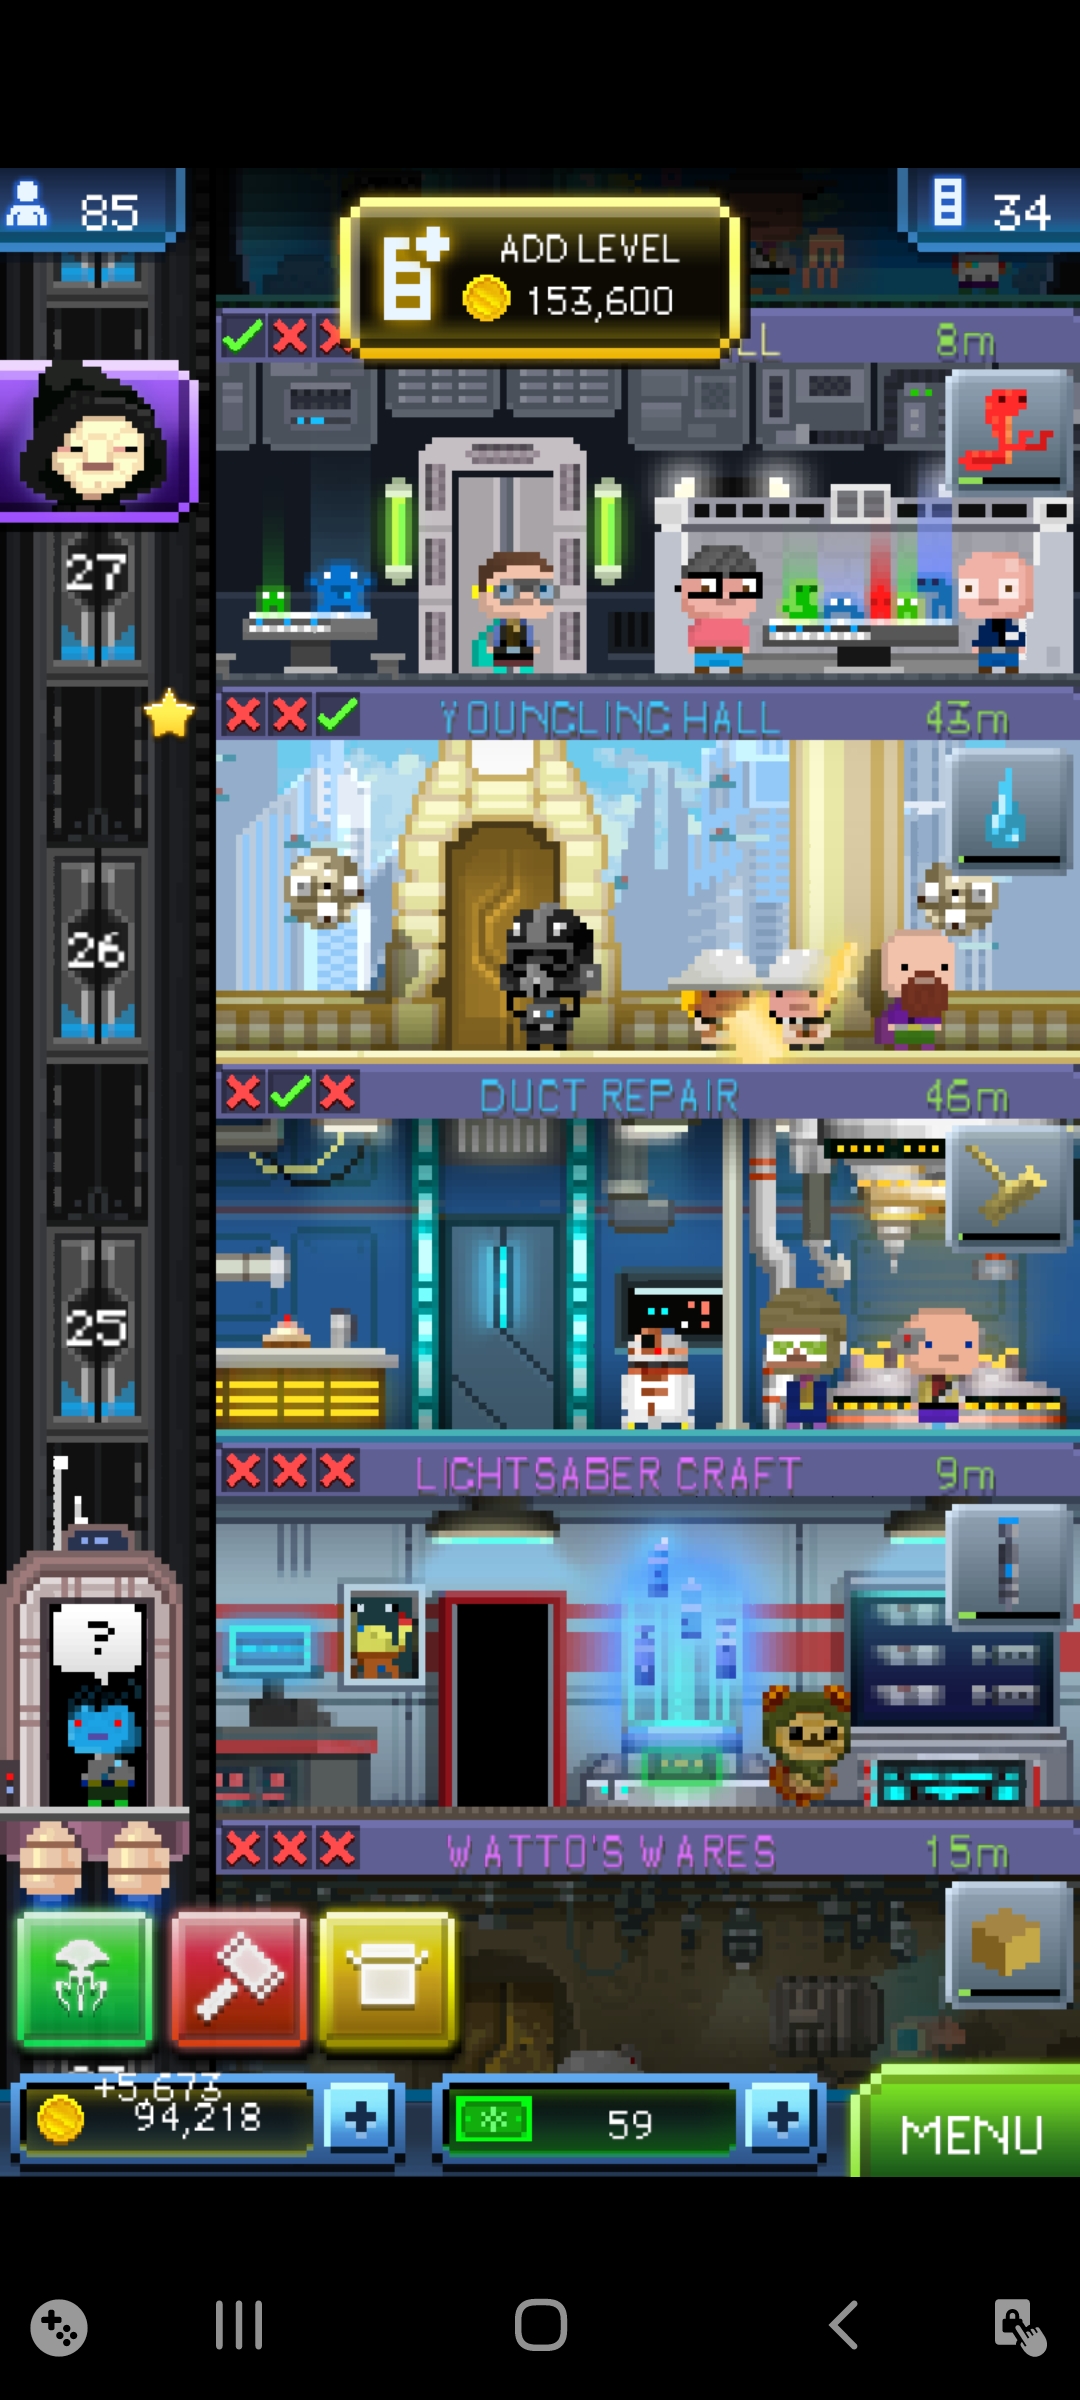 85
34
ADD LEVEL
153,600
LL
8m
27
YOUNGLING HALL
43m
26
DUCT REPAIR
46m
25
LIGHTSABER CRAFT
9m
?
WATTO'S WARES
15m
+5,673
94,218
59
MENU